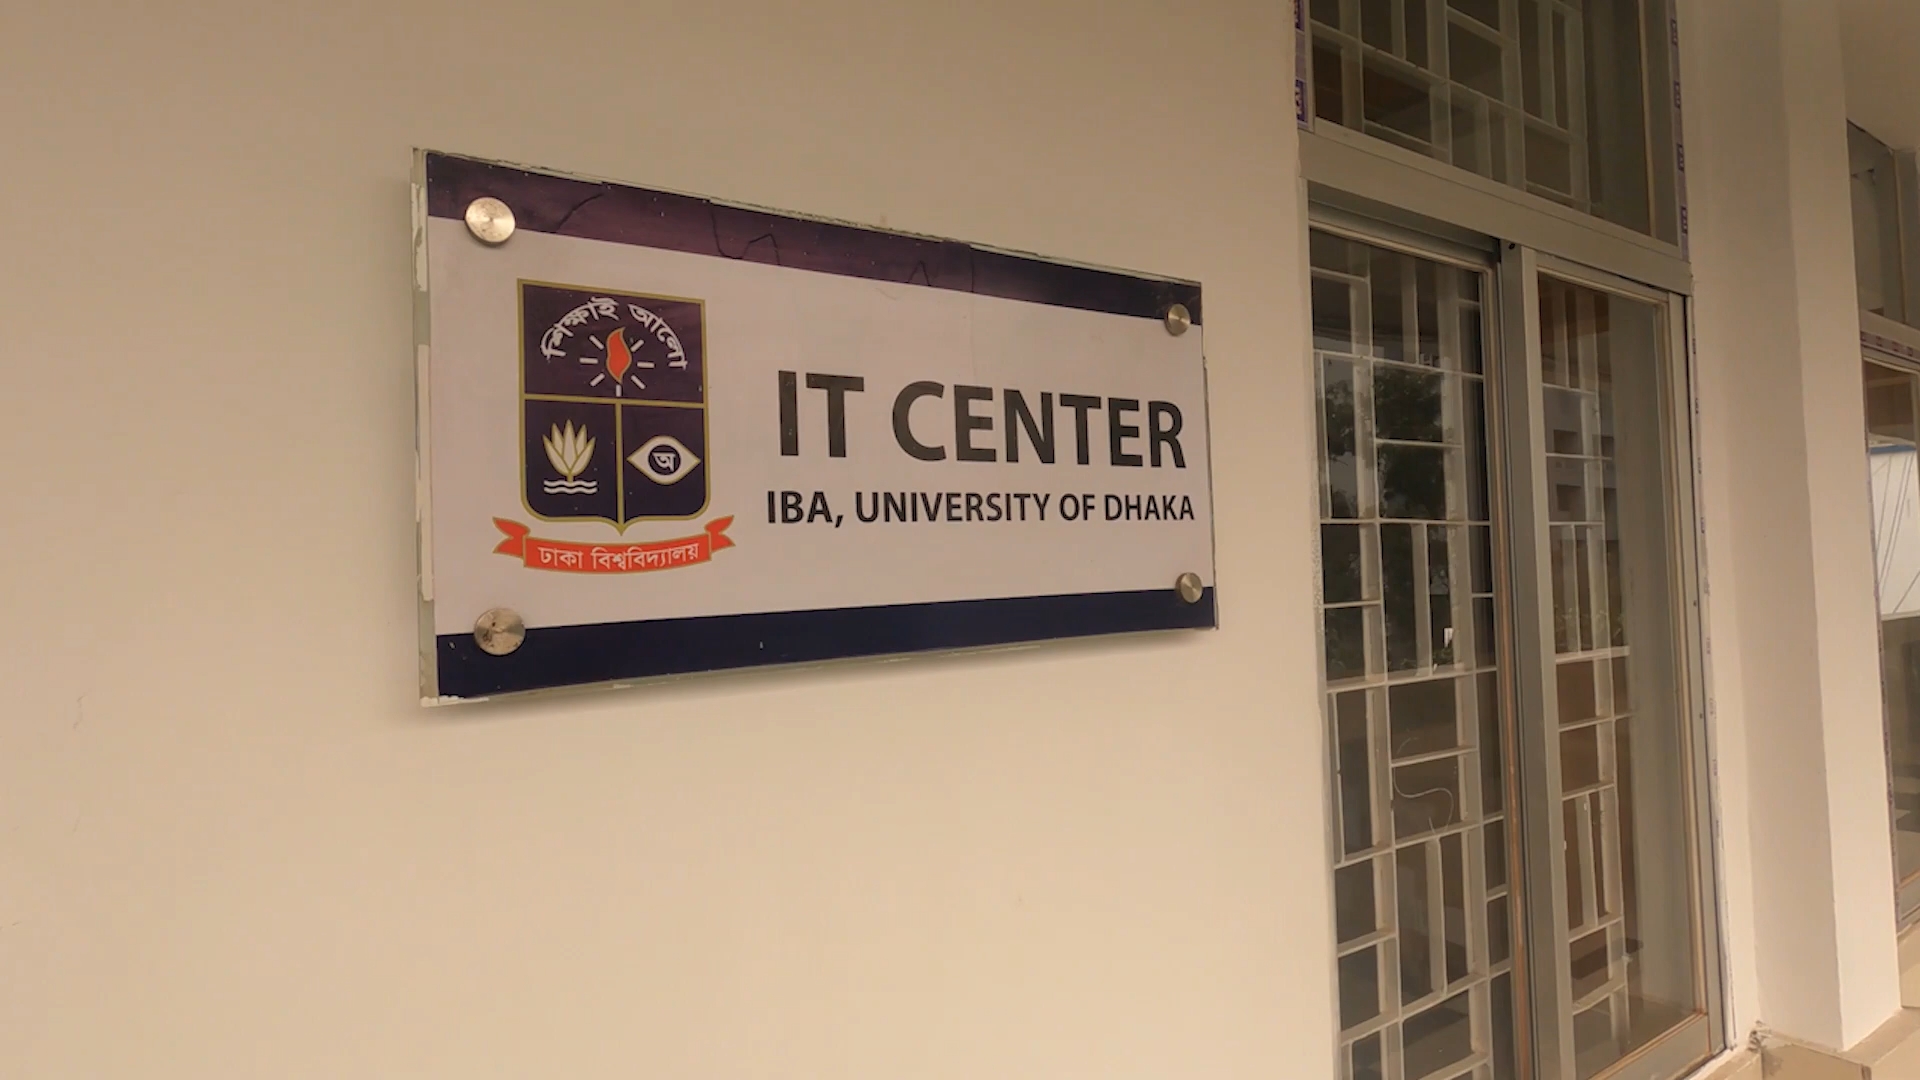 শিক্ষাই আলো
অ
ঢাকা বিশ্ববিদ্যালয়
IT CENTER
IBA, UNIVERSITY OF DHAKA